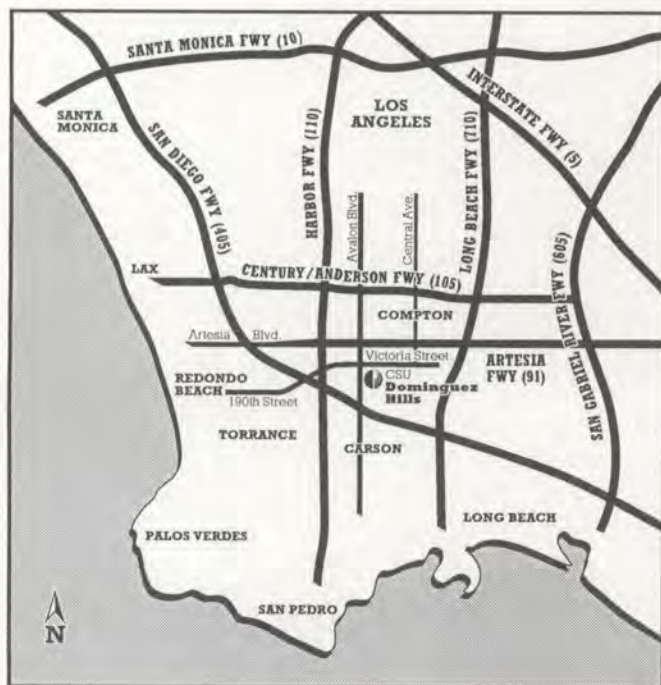 SANTA MONICA FWY (10)
SANTA
MONICA
LOS
ANGELES
INTERSTATE FWY (5)
SAN DIEGO FWY (405)
HARBOR FWY (110)
LONG BEACH FWY (710)
Avalon Blvd.
Central Ave.
SAN GABRIEL RIVER FWY (605)
LAX
CENTURY/ANDERSON FWY (105)
COMPTON
Artesia Blvd.
Victoria Street
ARTESIA
FWY (91)
REDONDO
BEACH
190th Street
CSU
Dominguez
Hills
TORRANCE
CARSON
LONG BEACH
PALOS VERDES
SAN PEDRO
N